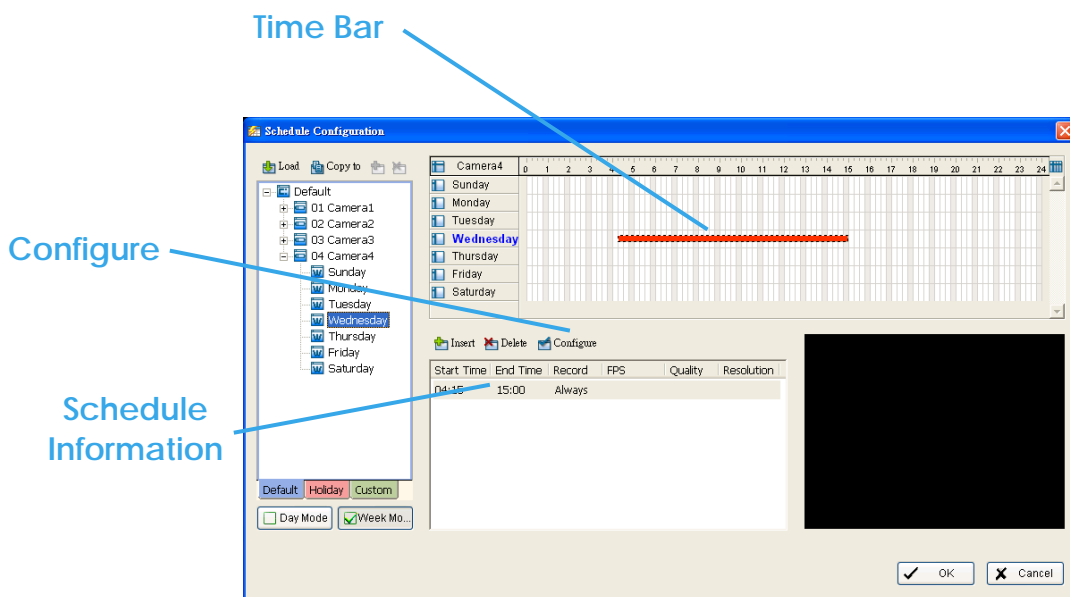 Time Bar
Schedule Configuration
Load Copy to
Default
01 Camera1
02 Camera2
03 Camera3
04 Camera4
Sunday
Monday
Tuesday
Wednesday
Thursday
Friday
Saturday
Default Holiday Custom
Day Mode Week Mo...
Camera4 0 1 2 3 4 5 6 7 8 9 10 11 12 13 14 15 16 17 18 19 20 21 22 23 24
Sunday
Monday
Tuesday
Wednesday
Thursday
Friday
Saturday
Configure
Insert Delete Configure
Start Time End Time Record FPS Quality Resolution
04:15 15:00 Always
Schedule
Information
OK Cancel